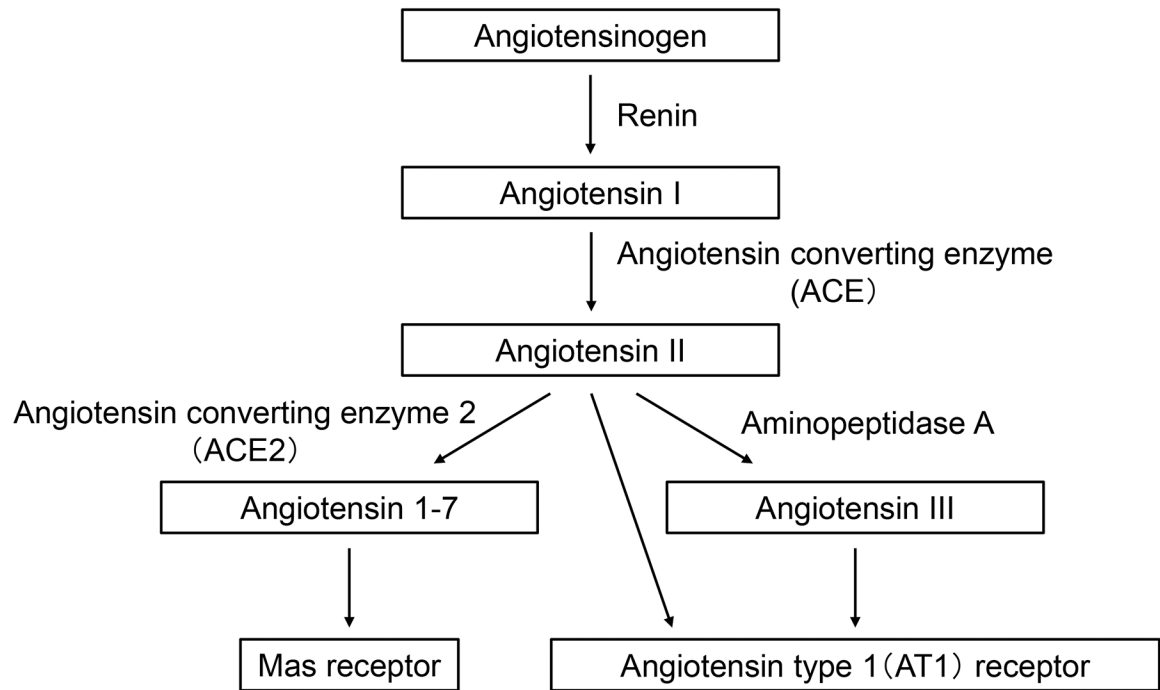 Angiotensinogen
Renin
Angiotensin I
Angiotensin converting enzyme
(ACE）
Angiotensin II
Angiotensin converting enzyme 2
（ACE2）
Aminopeptidase A
Angiotensin 1-7
Angiotensin III
Mas receptor
Angiotensin type 1（AT1） receptor